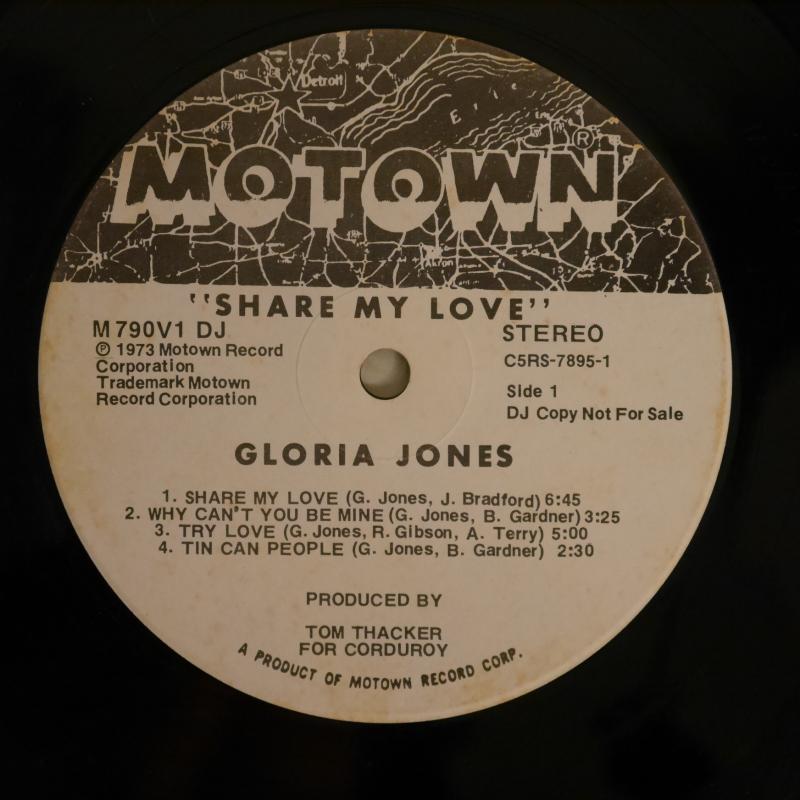 Detroit
Erie
MOTOWN®
Akron
"SHARE MY LOVE"
M790V1 DJ
℗ 1973 Motown Record
Corporation
Trademark Motown
Record Corporation
STEREO
C5RS-7895-1
Side 1
DJ Copy Not For Sale
GLORIA JONES
1. SHARE MY LOVE (G. Jones, J. Bradford) 6:45
2. WHY CAN'T YOU BE MINE (G. Jones, B. Gardner) 3:25
3. TRY LOVE (G. Jones, R. Gibson, A. Terry) 5:00
4. TIN CAN PEOPLE (G. Jones, B. Gardner) 2:30
PRODUCED BY
TOM THACKER
FOR CORDUROY
A PRODUCT OF MOTOWN RECORD CORP.